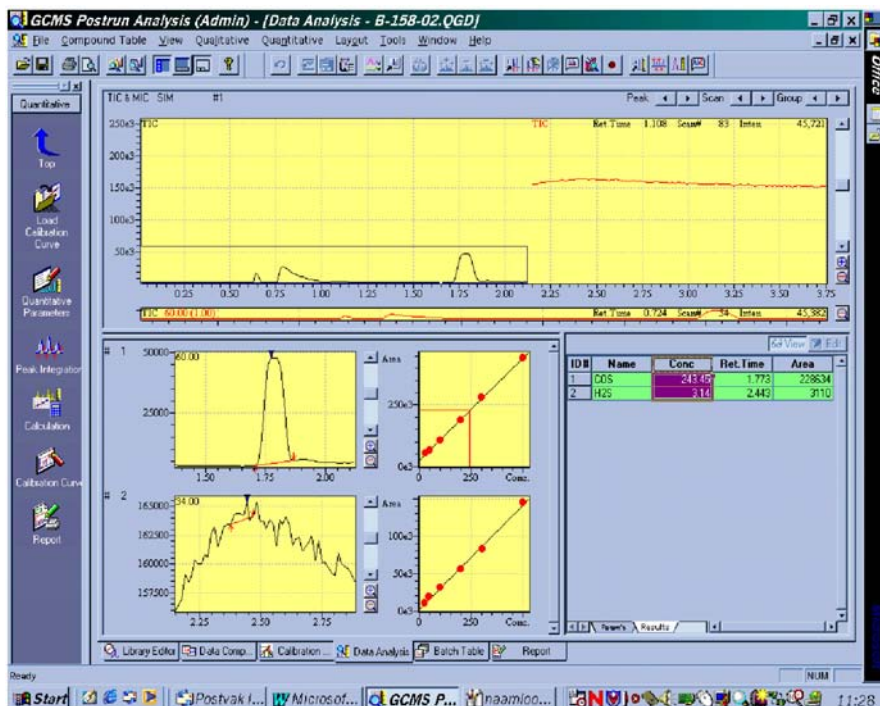 GCMS Postrun Analysis (Admin) - [Data Analysis - B-158-02.QGD]
File Compound Table View Qualitative Quantitative Layout Tools Window Help
Office
Quantitative
Top
Load Calibration Curve
Quantitative Parameters
Peak Integration
Calculation
Calibration Curve
Report
TIC & MIC SIM #1 Peak Scan Group
250e3 TIC TIC Ret.Time 1.108 Scan# 83 Inten 45,721
200e3
150e3
100e3
50e3
0.25 0.50 0.75 1.00 1.25 1.50 1.75 2.00 2.25 2.50 2.75 3.00 3.25 3.50 3.75
TIC 60.00 (1.00) Ret.Time 0.724 Scan# 34 Inten 45,382
# 1
50000 60.00
25000
1.50 1.75 2.00
Area
250e3
0e3
0 250 Conc.
# 2
165000 34.00
162500
160000
157500
2.25 2.50 2.75
Area
100e3
50e3
0e3
0 250 Conc.
View Edit
ID# Name Conc Ret.Time Area
1 COS 243.45 1.773 228634
2 H2S 3.14 2.443 3110
Param's Results
Library Editor Data Comp... Calibration ... Data Analysis Batch Table Report
Ready NUM
Start Postvak I... Microsof... GCMS P... naamloo... 11:28